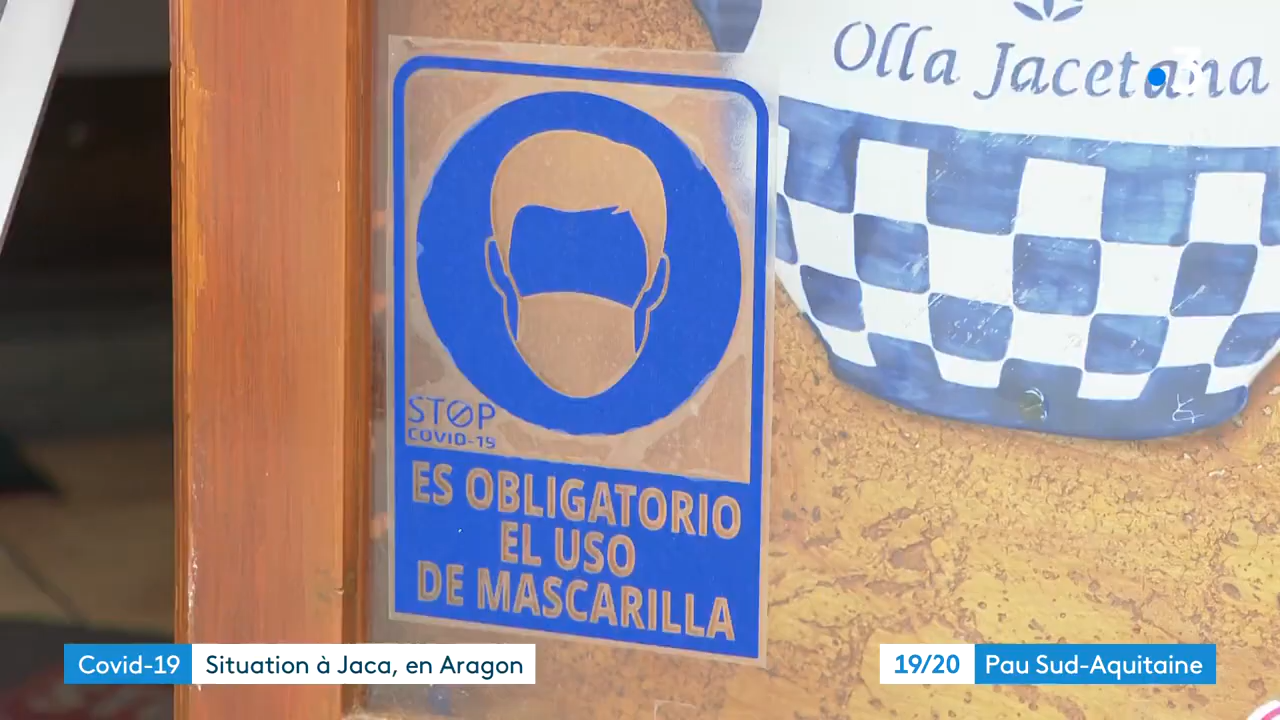 Olla Jacetana
STOP
COVID-19
ES OBLIGATORIO
EL USO
DE MASCARILLA
Covid-19 Situation à Jaca, en Aragon
19/20 Pau Sud-Aquitaine